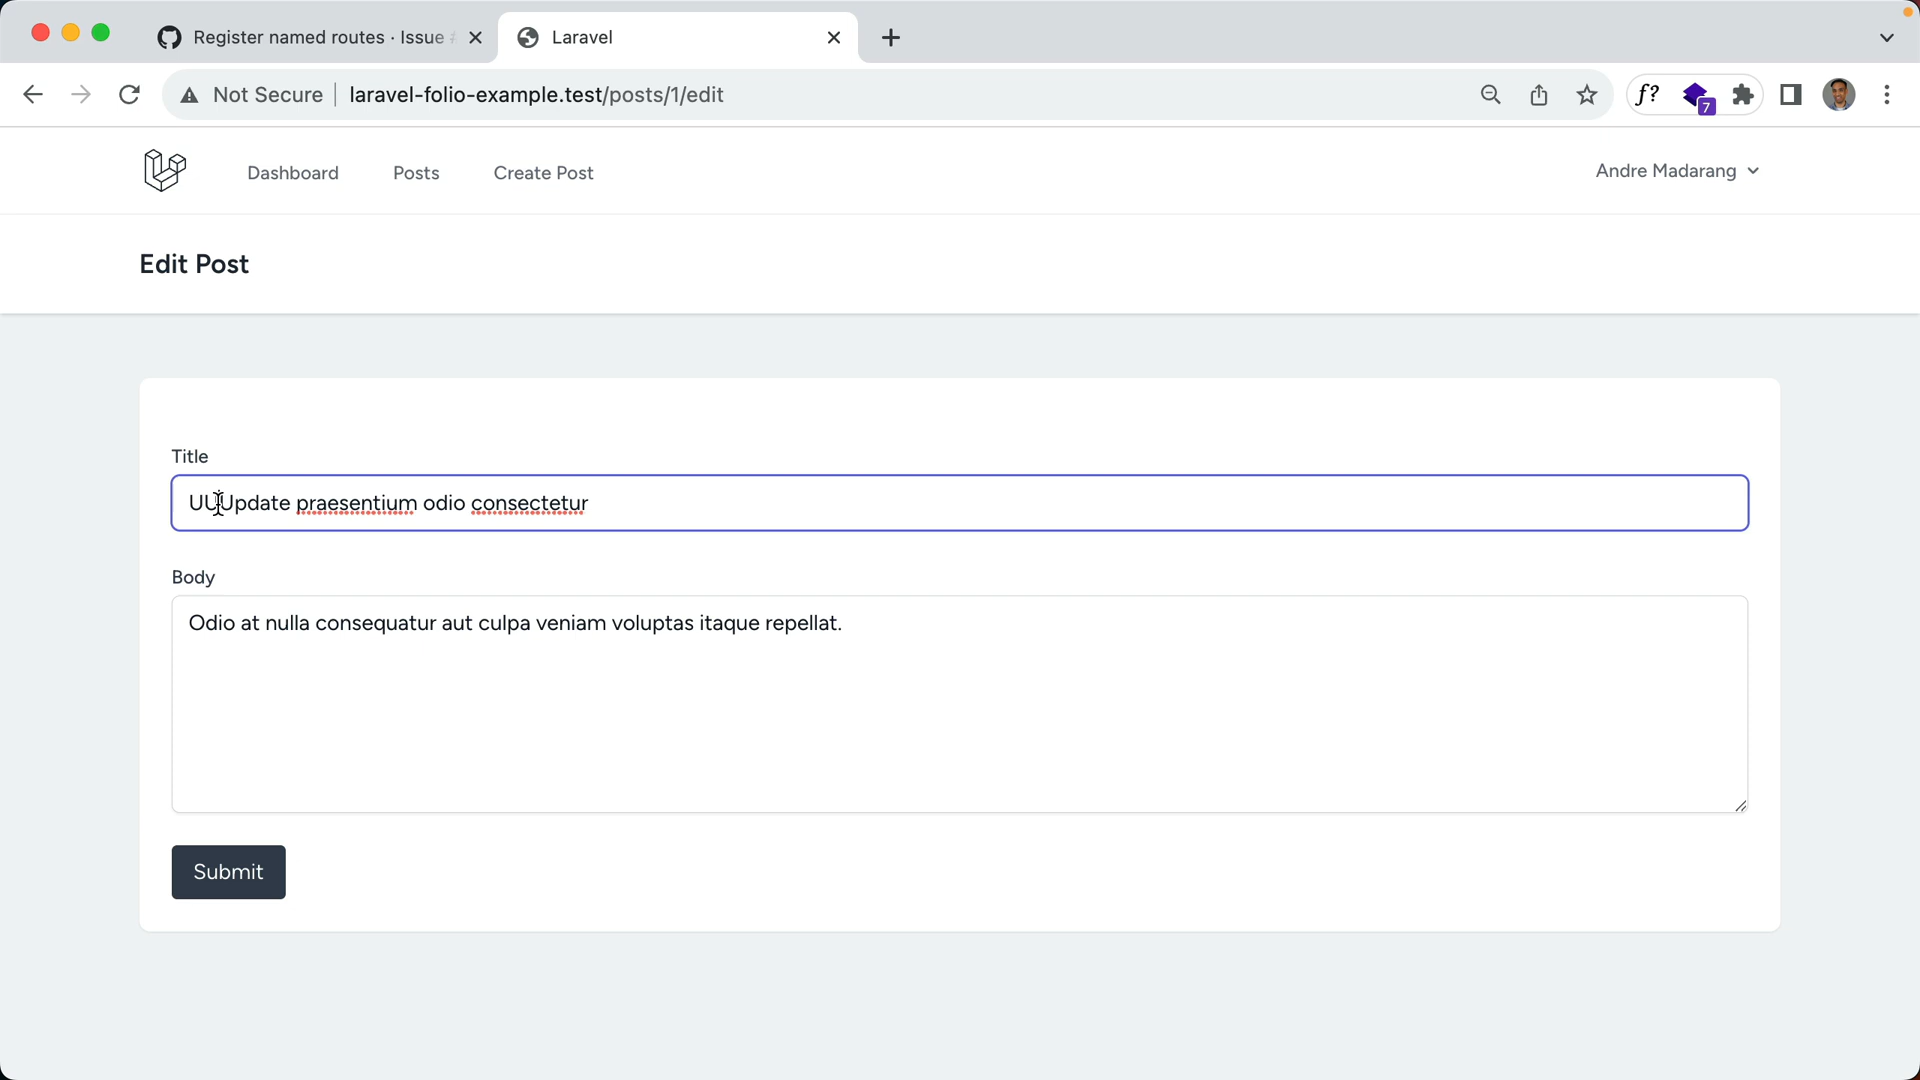 Register named routes · Issue #
Laravel
Not Secure
laravel-folio-example.test/posts/1/edit
f?
7
Dashboard
Posts
Create Post
Andre Madarang
Edit Post
Title
UUUpdate praesentium odio consectetur
Body
Odio at nulla consequatur aut culpa veniam voluptas itaque repellat.
Submit